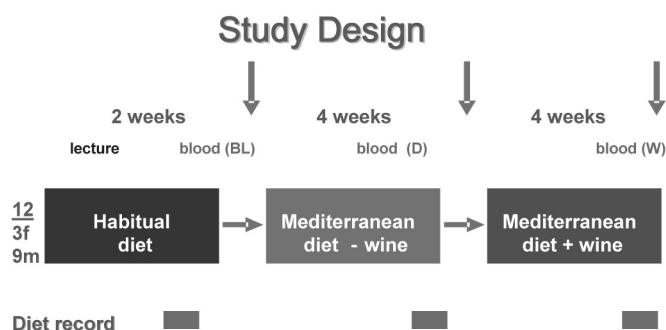 Study Design
2 weeks 4 weeks 4 weeks
lecture blood (BL) blood (D) blood (W)
12
3f
9m
Habitual
diet
Mediterranean
diet - wine
Mediterranean
diet + wine
Diet record